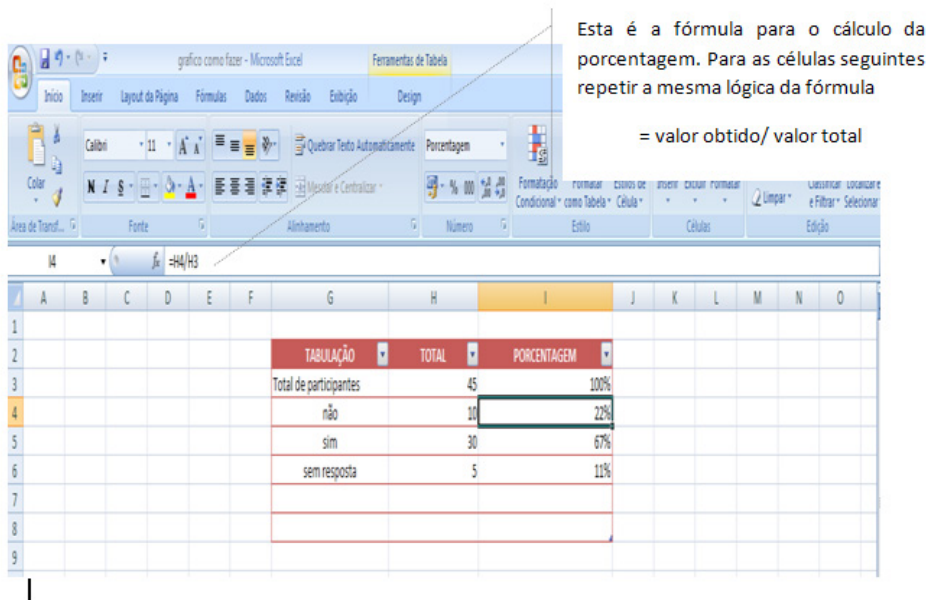 Esta é a fórmula para o cálculo da
porcentagem. Para as células seguintes
repetir a mesma lógica da fórmula
= valor obtido/ valor total
grafico como fazer - Microsoft Excel
Ferramentas de Tabela
Início Inserir Layout da Página Fórmulas Dados Revisão Exibição Design
Calibri 11 A A Quebrar Texto Automaticamente Porcentagem
Colar N I S A Mesclar e Centralizar % 000 Formatação Formatar Estilos de Inserir Excluir Formatar Limpar Classificar Localizar e
Condicional como Tabela Célula e Filtrar Selecionar
Área de Transf... Fonte Alinhamento Número Estilo Células Edição
I4 fx =H4/H3
A B C D E F G H I J K L M N O
1
2 TABULAÇÃO TOTAL PORCENTAGEM
3 Total de participantes 45 100%
4 não 10 22%
5 sim 30 67%
6 sem resposta 5 11%
7
8
9